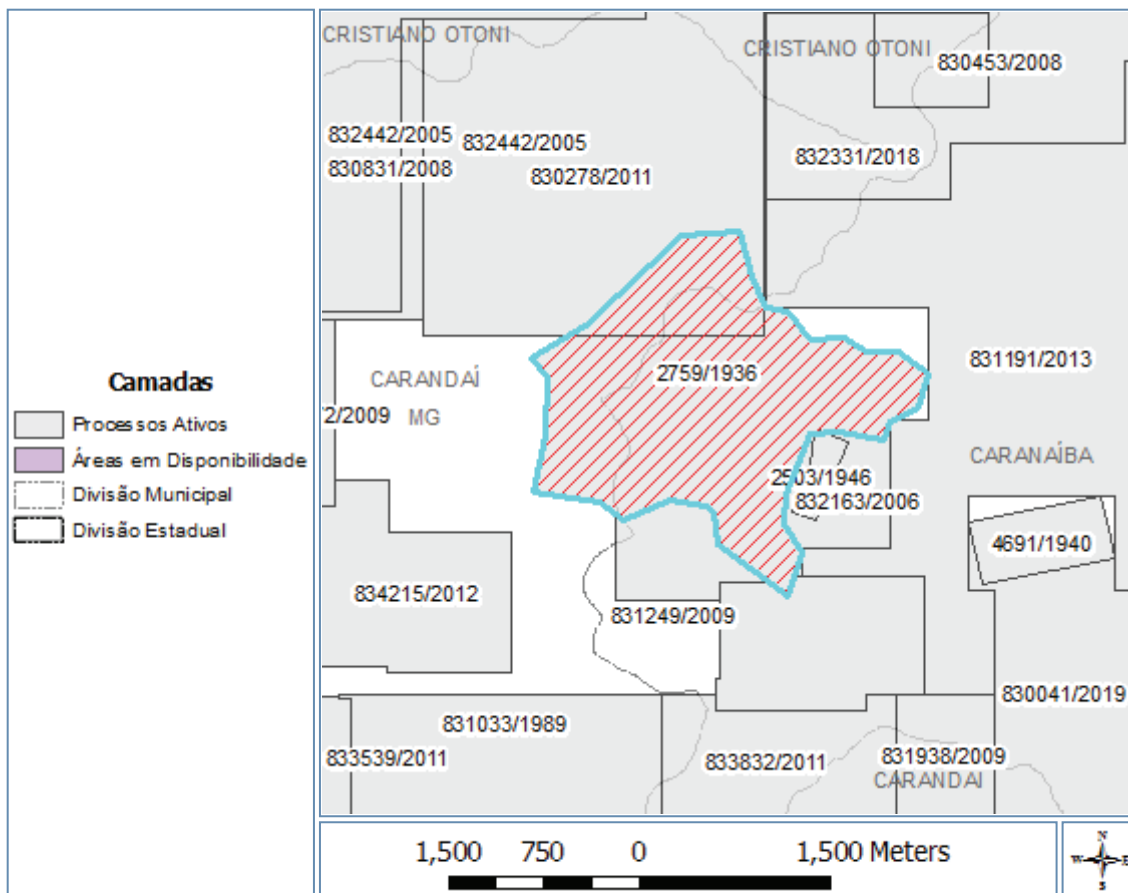 Camadas
Processos Ativos
Áreas em Disponibilidade
Divisão Municipal
Divisão Estadual
CRISTIANO OTONI
CRISTIANO OTONI
830453/2008
832442/2005
832442/2005
832331/2018
830831/2008
830278/2011
2759/1936
831191/2013
CARANDAÍ
72/2009
MG
CARANAÍBA
2503/1946
832163/2006
4691/1940
834215/2012
831249/2009
830041/2019
831033/1989
833539/2011
833832/2011
831938/2009
CARANDAI
1,500 750 0 1,500 Meters
N
W E
S